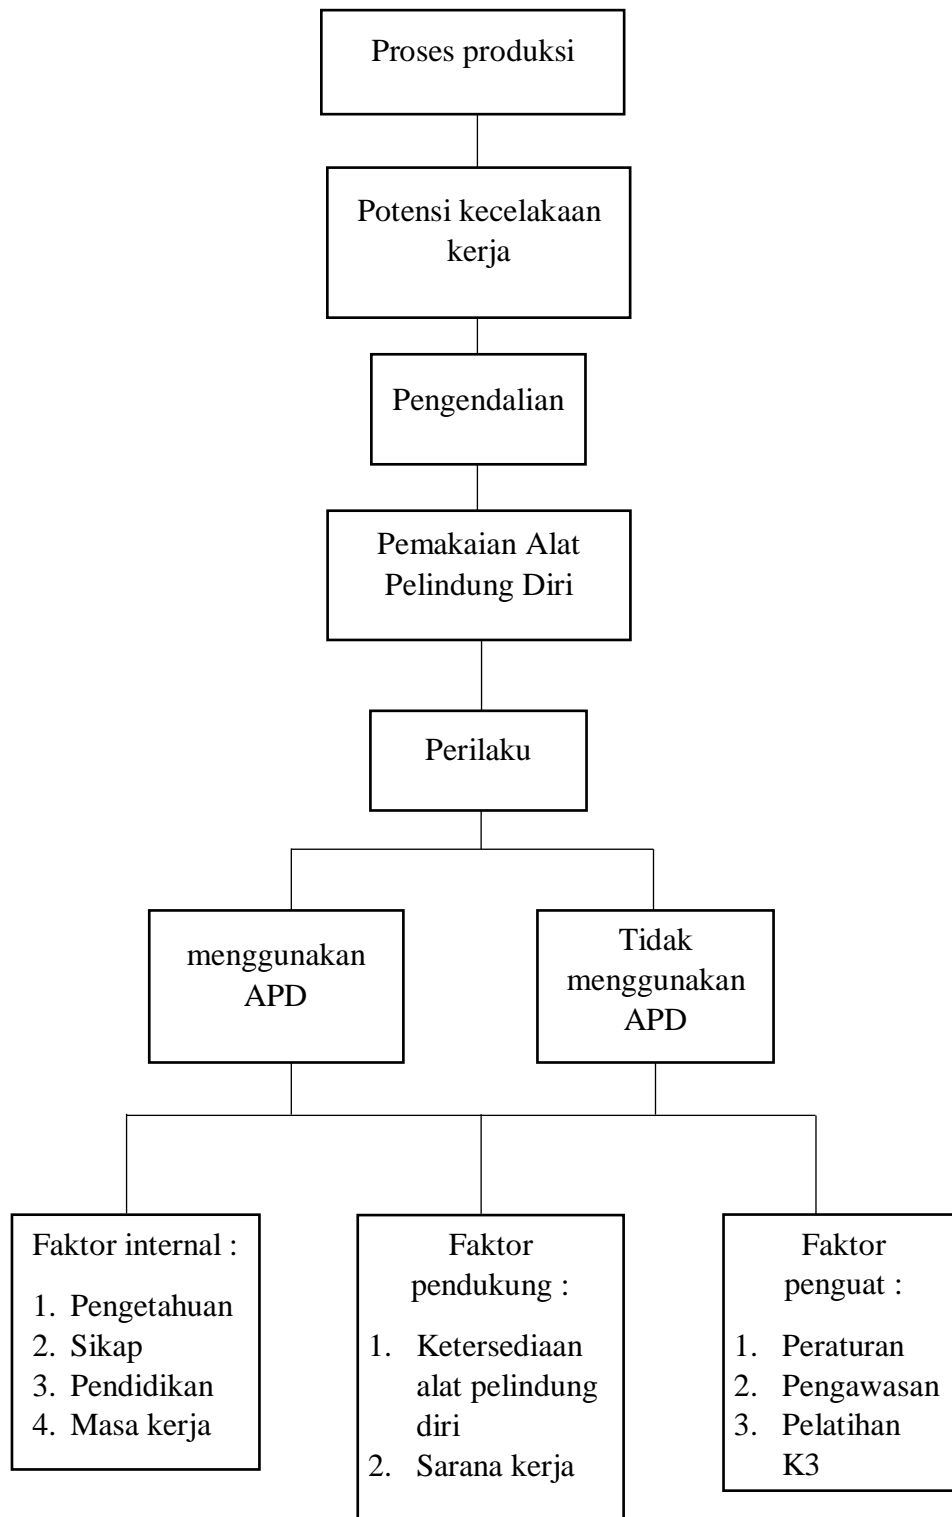 Proses produksi
Potensi kecelakaan
kerja
Pengendalian
Pemakaian Alat
Pelindung Diri
Perilaku
menggunakan
APD
Tidak
menggunakan
APD
Faktor internal :
1. Pengetahuan
2. Sikap
3. Pendidikan
4. Masa kerja
Faktor
pendukung :
1. Ketersediaan
alat pelindung
diri
2. Sarana kerja
Faktor
penguat :
1. Peraturan
2. Pengawasan
3. Pelatihan
K3